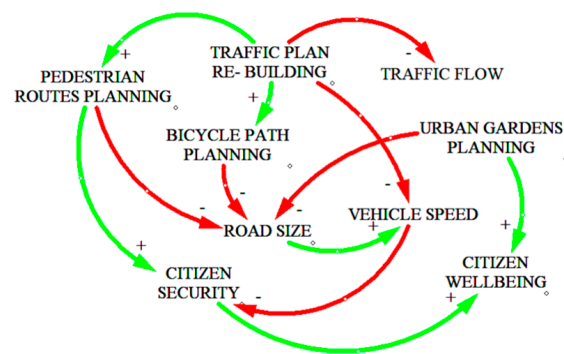 +
TRAFFIC PLAN
RE- BUILDING
-
TRAFFIC FLOW
PEDESTRIAN
ROUTES PLANNING
+
BICYCLE PATH
PLANNING
URBAN GARDENS
PLANNING
-
-
-
-
ROAD SIZE
+
VEHICLE SPEED
+
+
CITIZEN
SECURITY
-
CITIZEN
WELLBEING
+